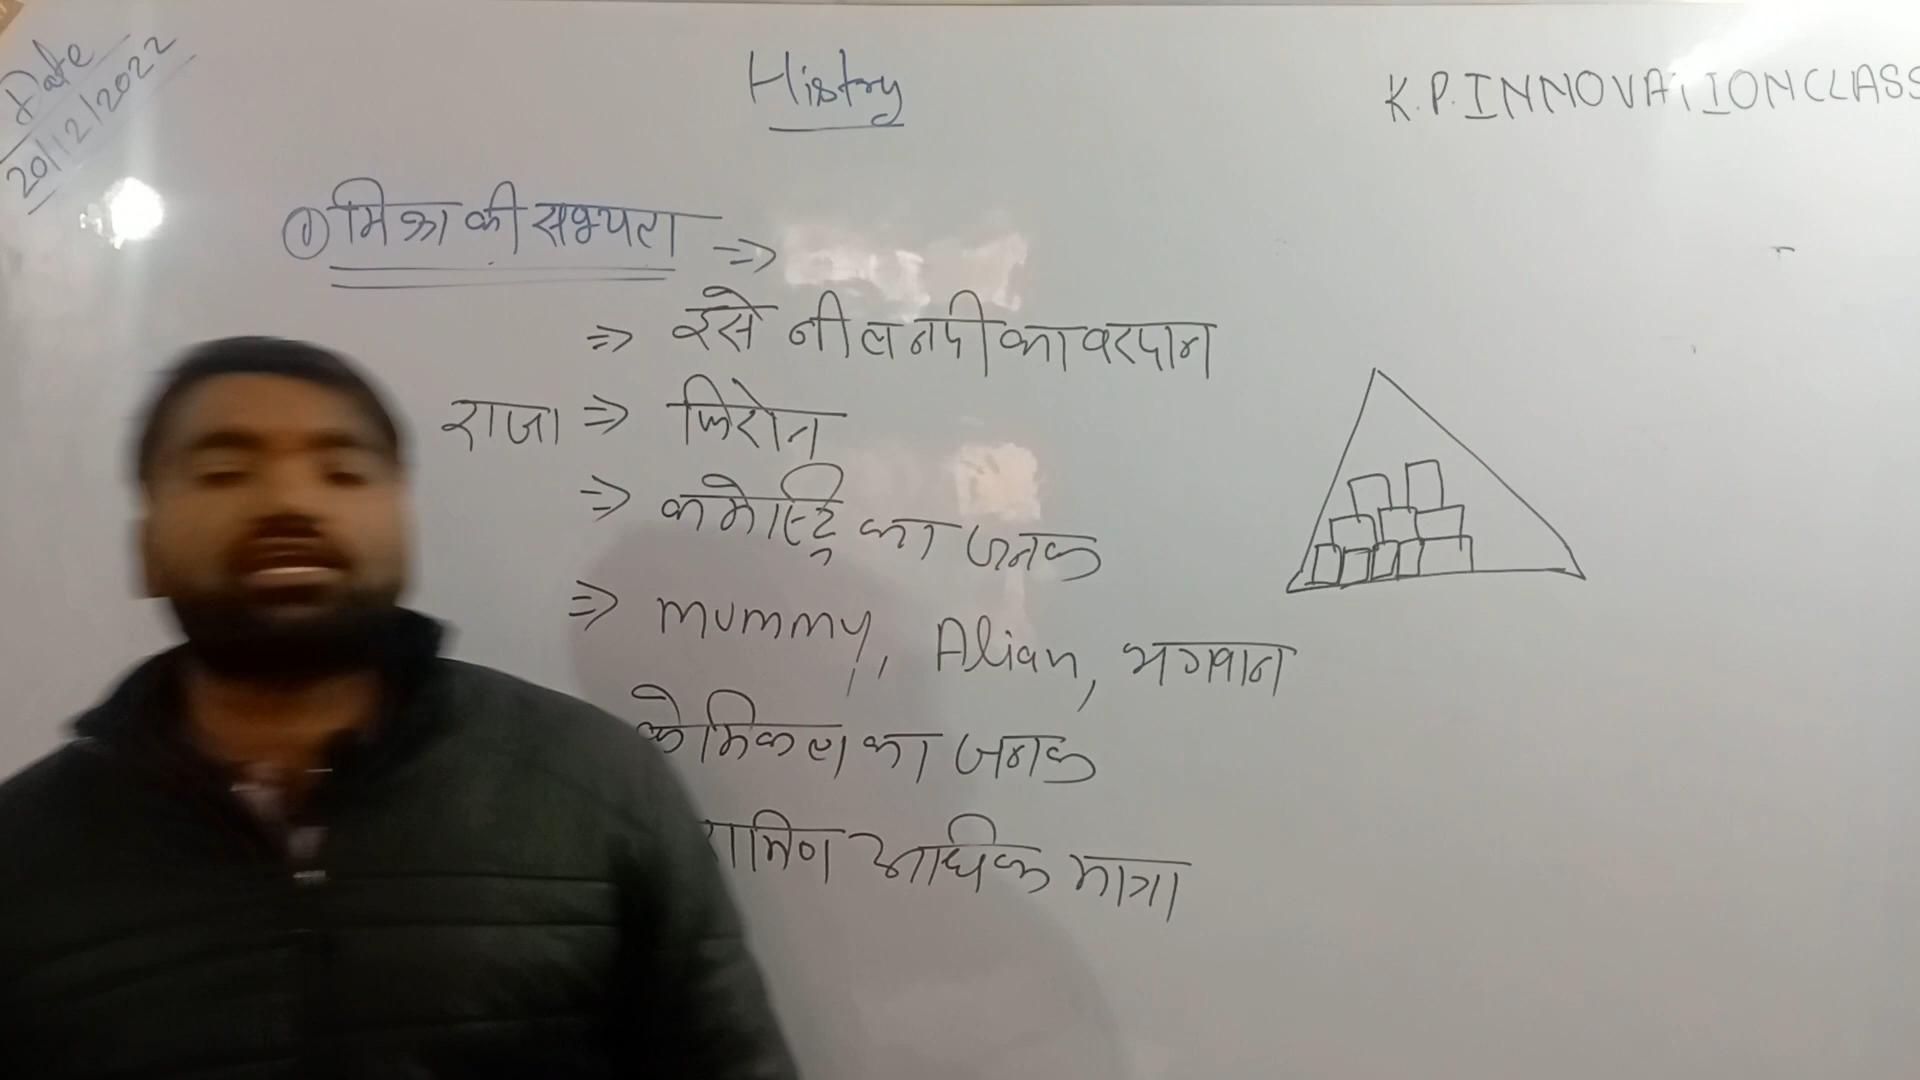 Date
20/12/2022
History
K.P.INNOVATIONCLASS
① मिस्र की सभ्यता ⇒
⇒ इसे नील नदी का वरदान
राजा ⇒ फिरोन
⇒ कमेस्ट्रि का जनक
⇒ mummy, Alian, भगवान
केमिकल का जनक
आधिक मात्रा